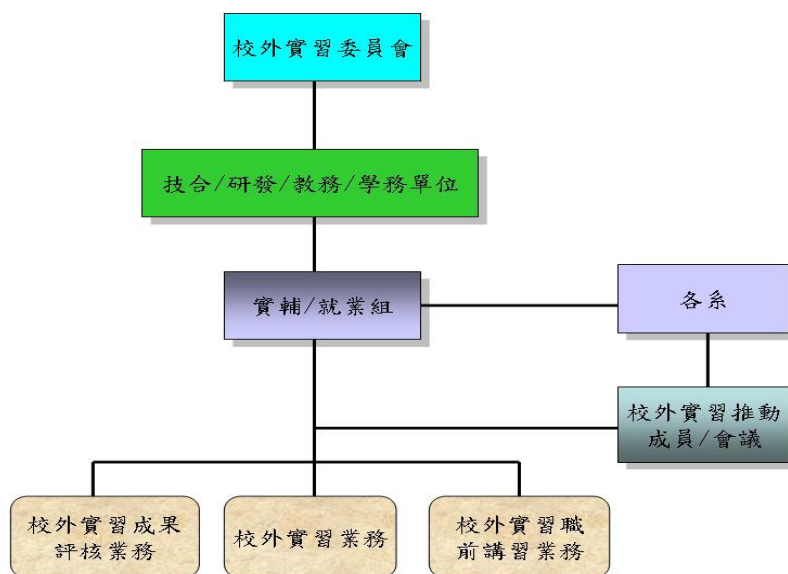 校外實習委員會
技合/研發/教務/學務單位
實輔/就業組
各系
校外實習推動
成員/會議
校外實習成果
評核業務
校外實習業務
校外實習職
前講習業務